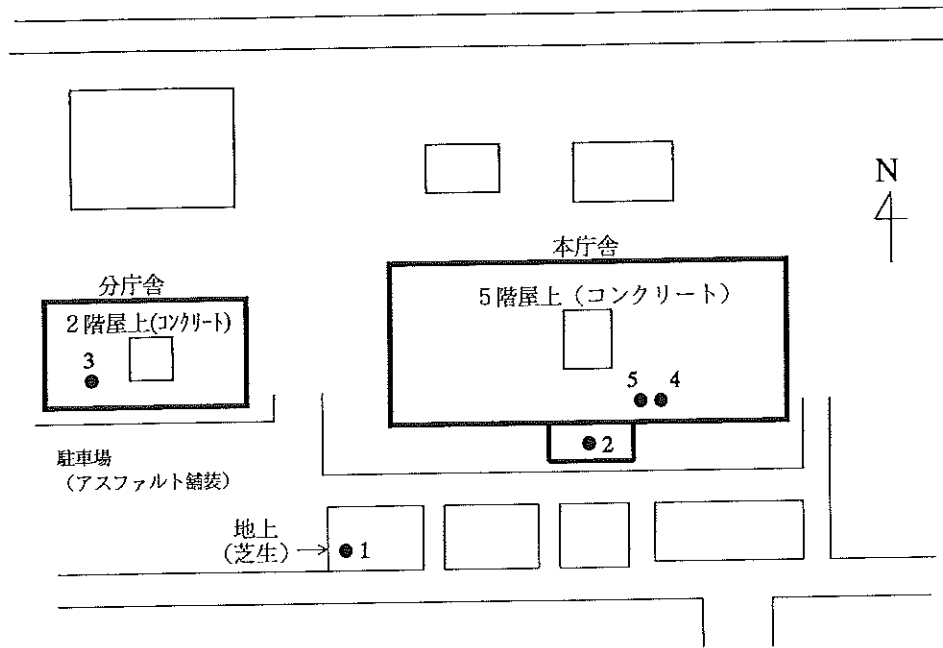 N
本庁舎
5階屋上（コンクリート）
分庁舎
2階屋上(コンクリート)
3
5
4
2
駐車場
（アスファルト舗装）
地上
（芝生）
1